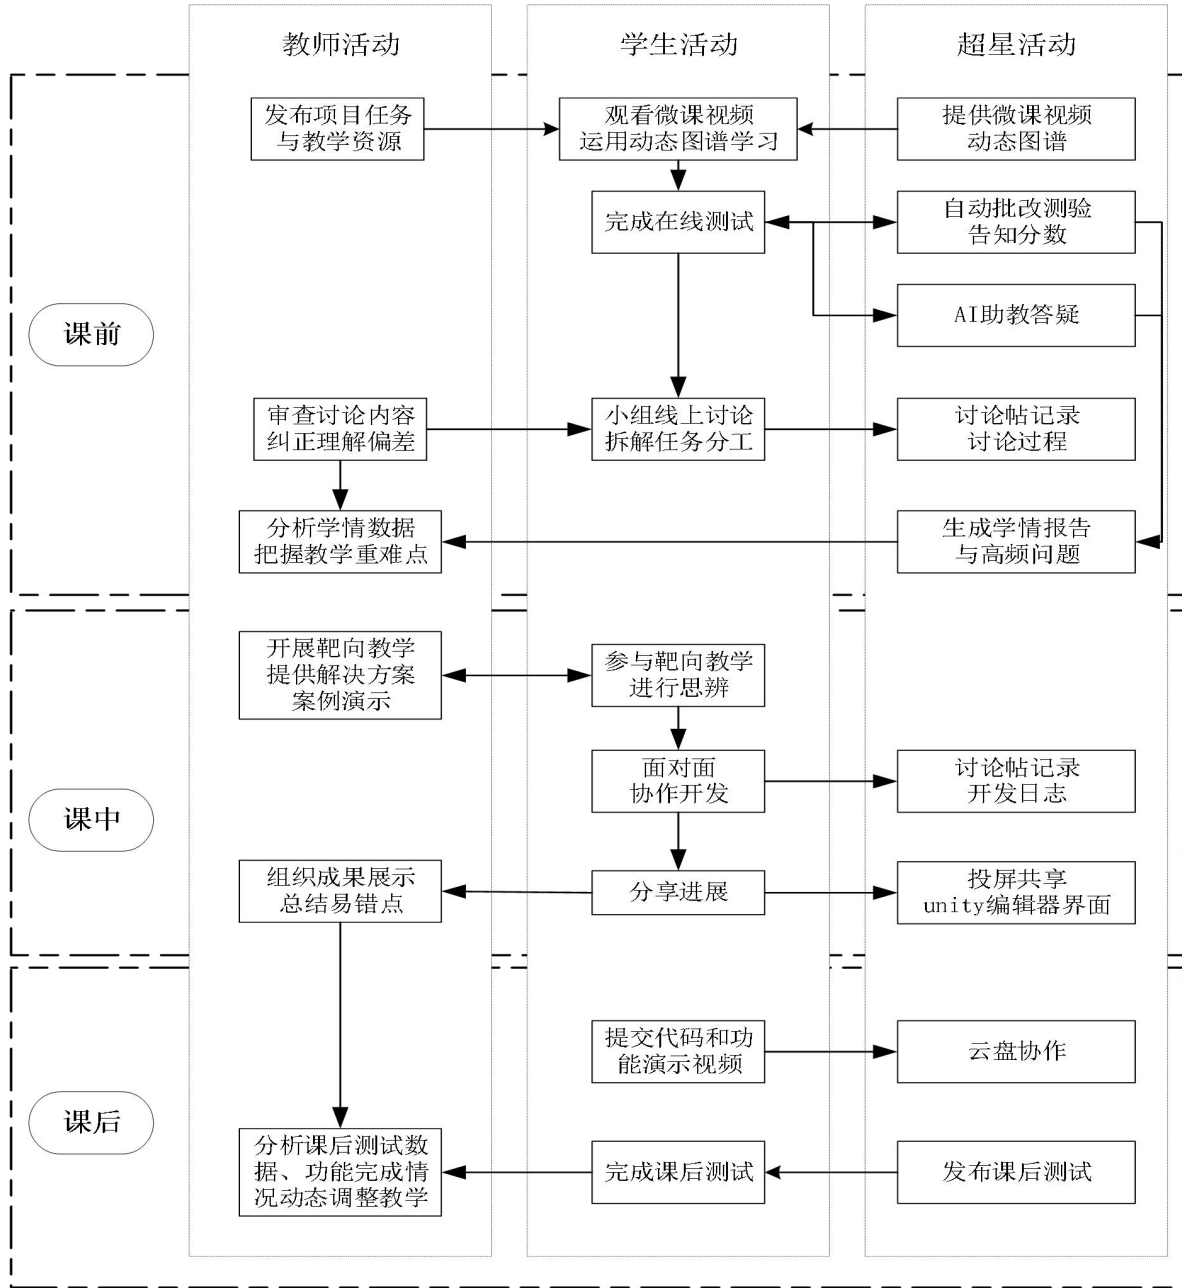 教师活动
学生活动
超星活动
课前
发布项目任务
与教学资源
观看微课视频
运用动态图谱学习
提供微课视频
动态图谱
完成在线测试
自动批改测验
告知分数
AI助教答疑
审查讨论内容
纠正理解偏差
小组线上讨论
拆解任务分工
讨论帖记录
讨论过程
分析学情数据
把握教学重难点
生成学情报告
与高频问题
课中
开展靶向教学
提供解决方案
案例演示
参与靶向教学
进行思辨
面对面
协作开发
讨论帖记录
开发日志
组织成果展示
总结易错点
分享进展
投屏共享
unity编辑器界面
课后
提交代码和功
能演示视频
云盘协作
分析课后测试数
据、功能完成情
况动态调整教学
完成课后测试
发布课后测试